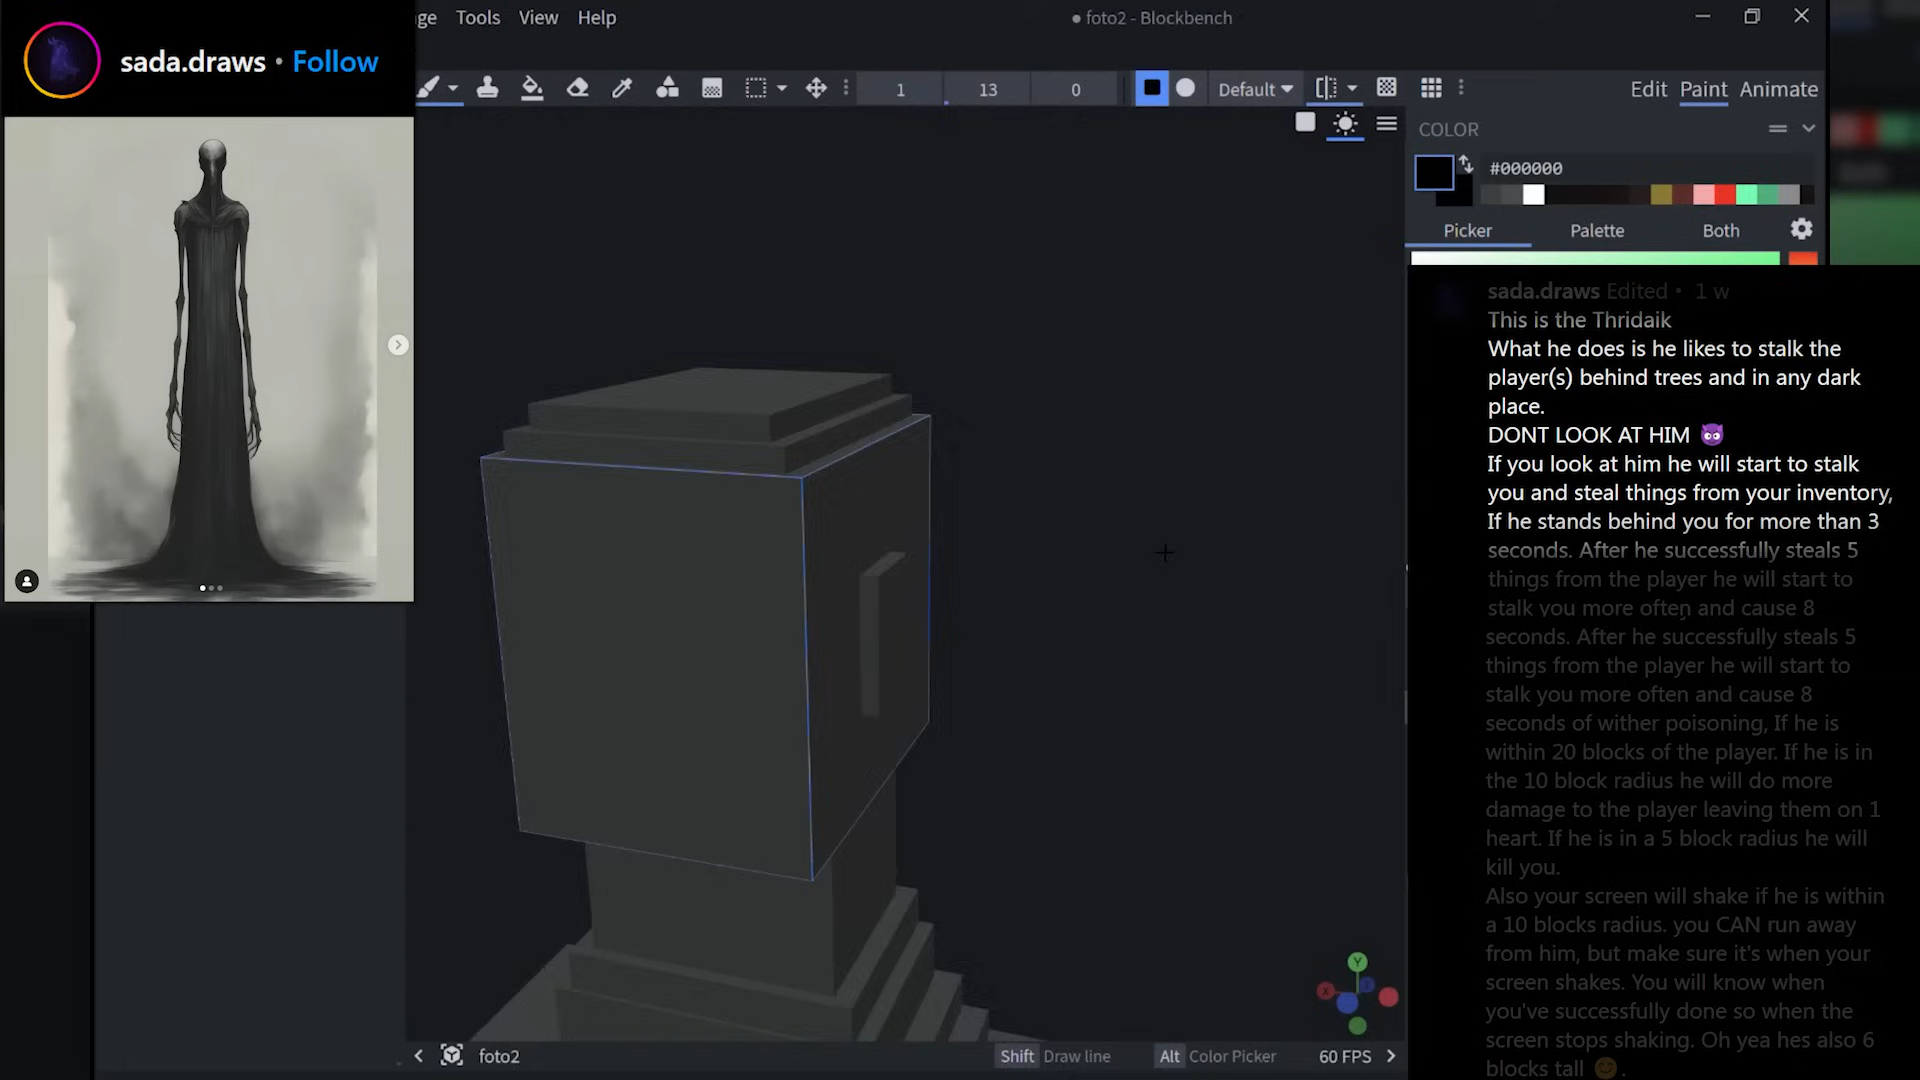 sada.draws • Follow
ge Tools View Help
● foto2 - Blockbench
1 13 0 Default
Edit Paint Animate
COLOR
#000000
Picker Palette Both
sada.draws Edited • 1 w
This is the Thridaik
What he does is he likes to stalk the
player(s) behind trees and in any dark
place.
DONT LOOK AT HIM 😈
If you look at him he will start to stalk
you and steal things from your inventory,
If he stands behind you for more than 3
seconds. After he successfully steals 5
things from the player he will start to
stalk you more often and cause 8
seconds. After he successfully steals 5
things from the player he will start to
stalk you more often and cause 8
seconds of wither poisoning, If he is
within 20 blocks of the player. If he is in
the 10 block radius he will do more
damage to the player leaving them on 1
heart. If he is in a 5 block radius he will
kill you.
Also your screen will shake if he is within
a 10 blocks radius. you CAN run away
from him, but make sure it's when your
screen shakes. You will know when
you've successfully done so when the
screen stops shaking. Oh yea hes also 6
blocks tall 😊.
Y
X
foto2
Shift Draw line Alt Color Picker 60 FPS